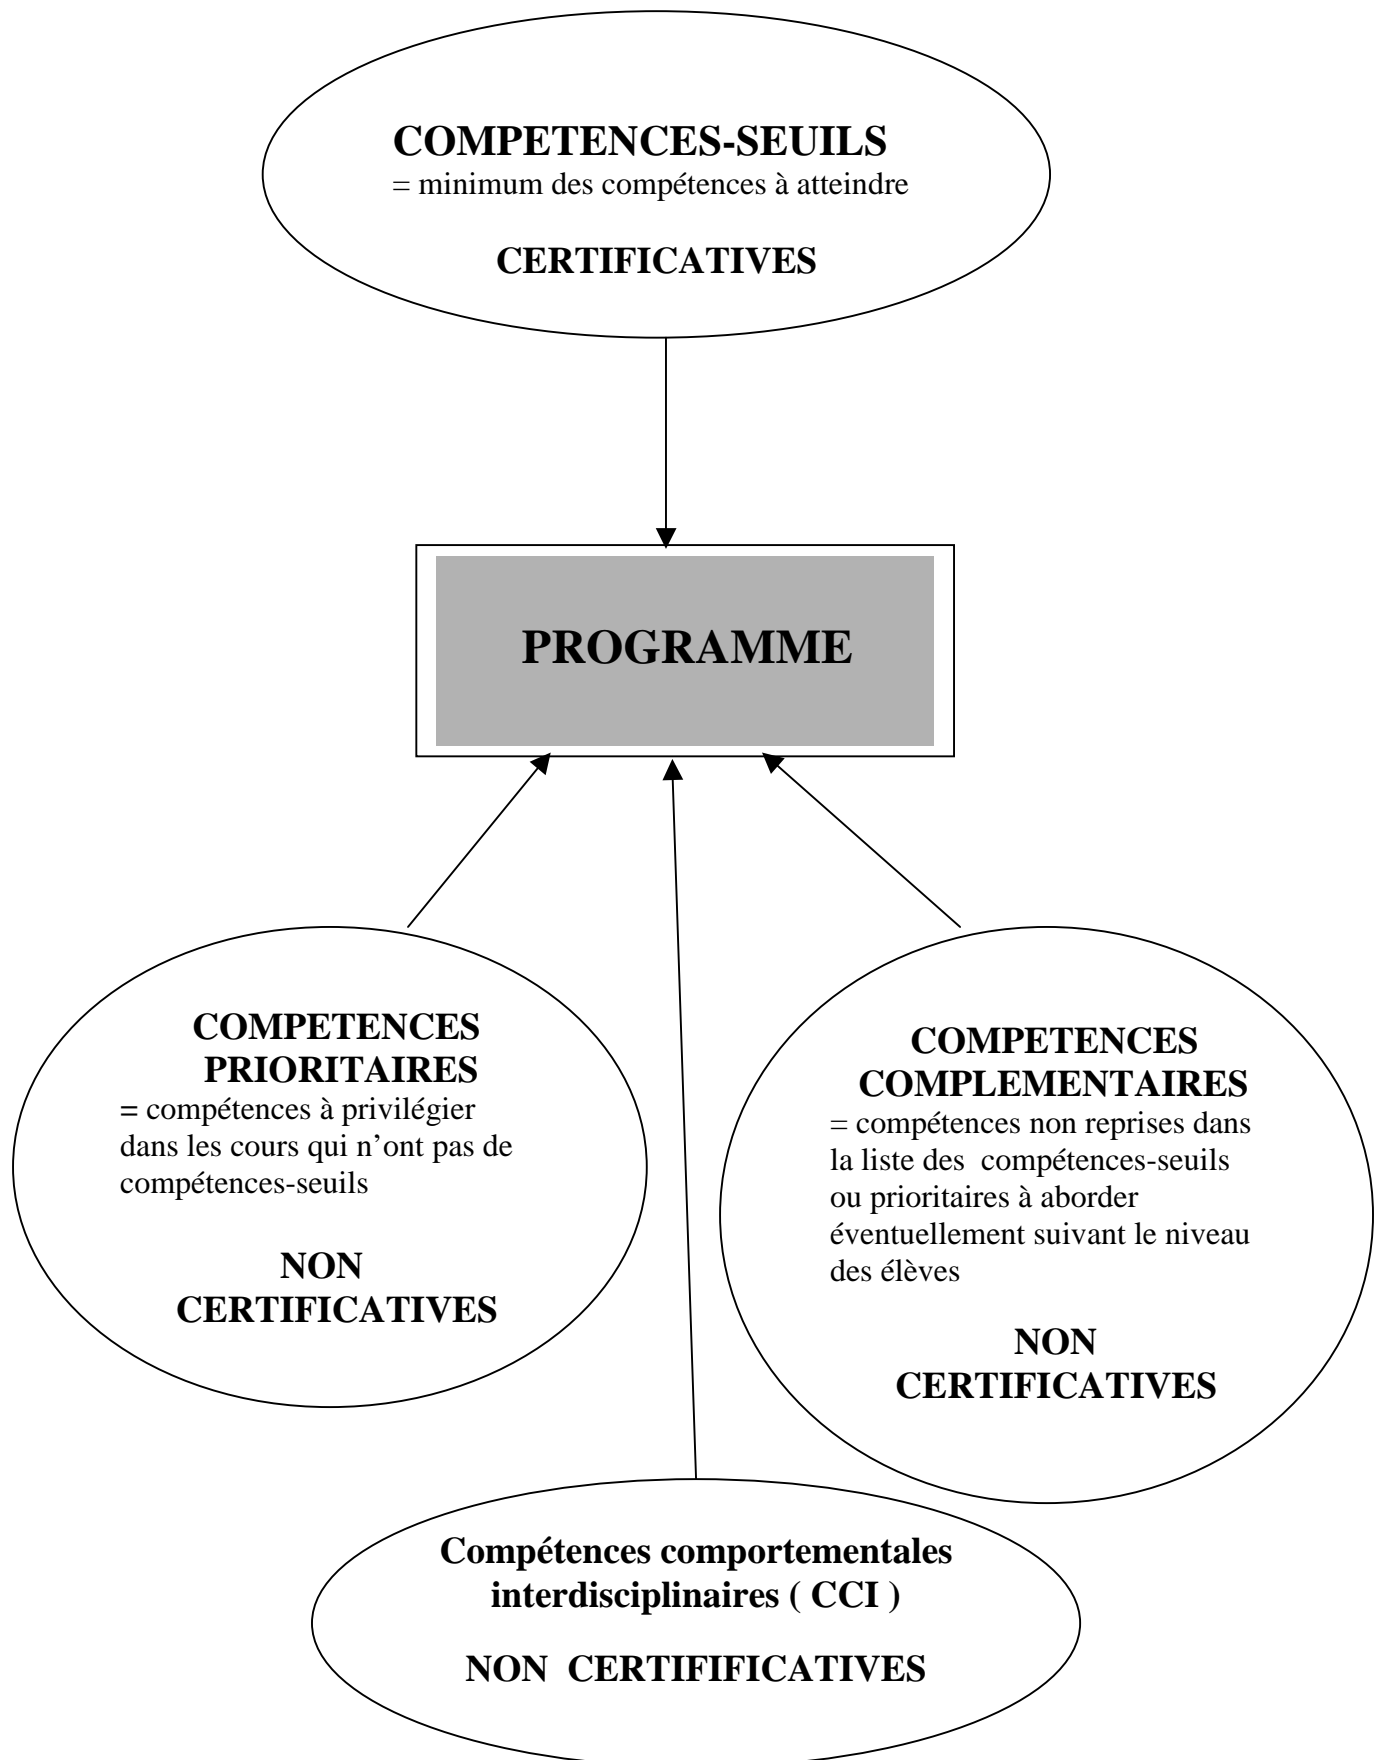 COMPETENCES-SEUILS
= minimum des compétences à atteindre
CERTIFICATIVES
PROGRAMME
COMPETENCES
PRIORITAIRES
= compétences à privilégier
dans les cours qui n’ont pas de
compétences-seuils
NON
CERTIFICATIVES
COMPETENCES
COMPLEMENTAIRES
= compétences non reprises dans
la liste des  compétences-seuils
ou prioritaires à aborder
éventuellement suivant le niveau
des élèves
NON
CERTIFICATIVES
Compétences comportementales
interdisciplinaires ( CCI )
NON  CERTIFIFICATIVES